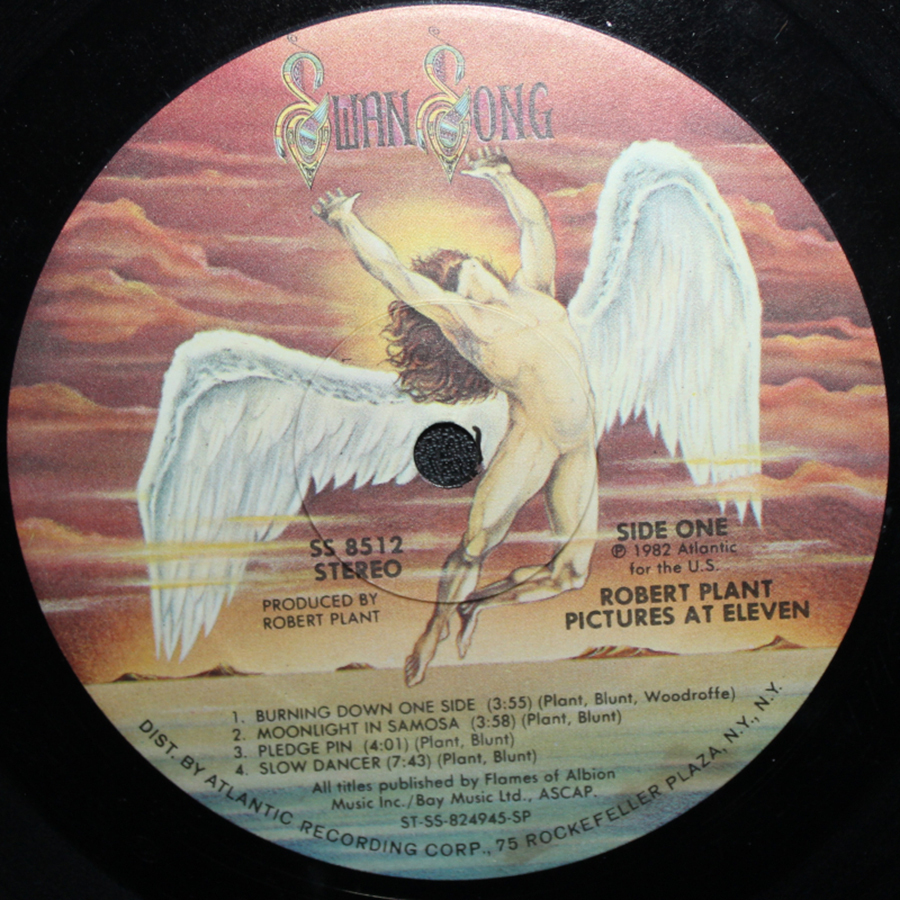 SWAN SONG
SS 8512
STEREO
PRODUCED BY
ROBERT PLANT
SIDE ONE
℗ 1982 Atlantic
for the U.S.
ROBERT PLANT
PICTURES AT ELEVEN
1. BURNING DOWN ONE SIDE (3:55) (Plant, Blunt, Woodroffe)
2. MOONLIGHT IN SAMOSA (3:58) (Plant, Blunt)
3. PLEDGE PIN (4:01) (Plant, Blunt)
4. SLOW DANCER (7:43) (Plant, Blunt)
All titles published by Flames of Albion
Music Inc./Bay Music Ltd., ASCAP.
ST-SS-824945-SP
DIST. BY ATLANTIC RECORDING CORP., 75 ROCKEFELLER PLAZA, N.Y., N.Y.